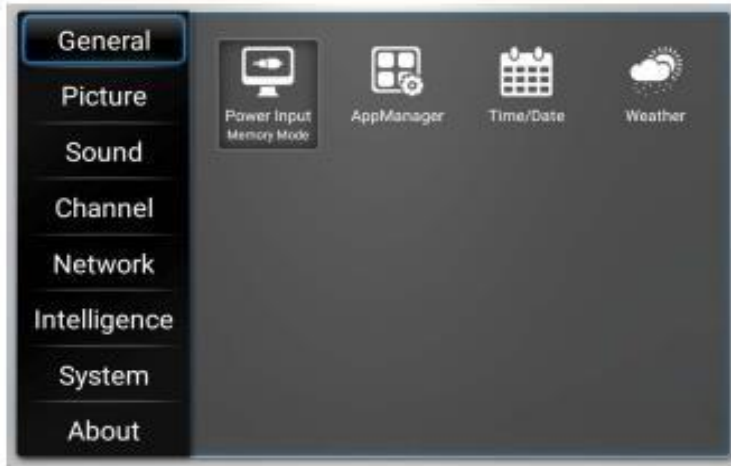 General
Picture
Sound
Channel
Network
Intelligence
System
About
Power Input
Memory Mode
AppManager
Time/Date
Weather